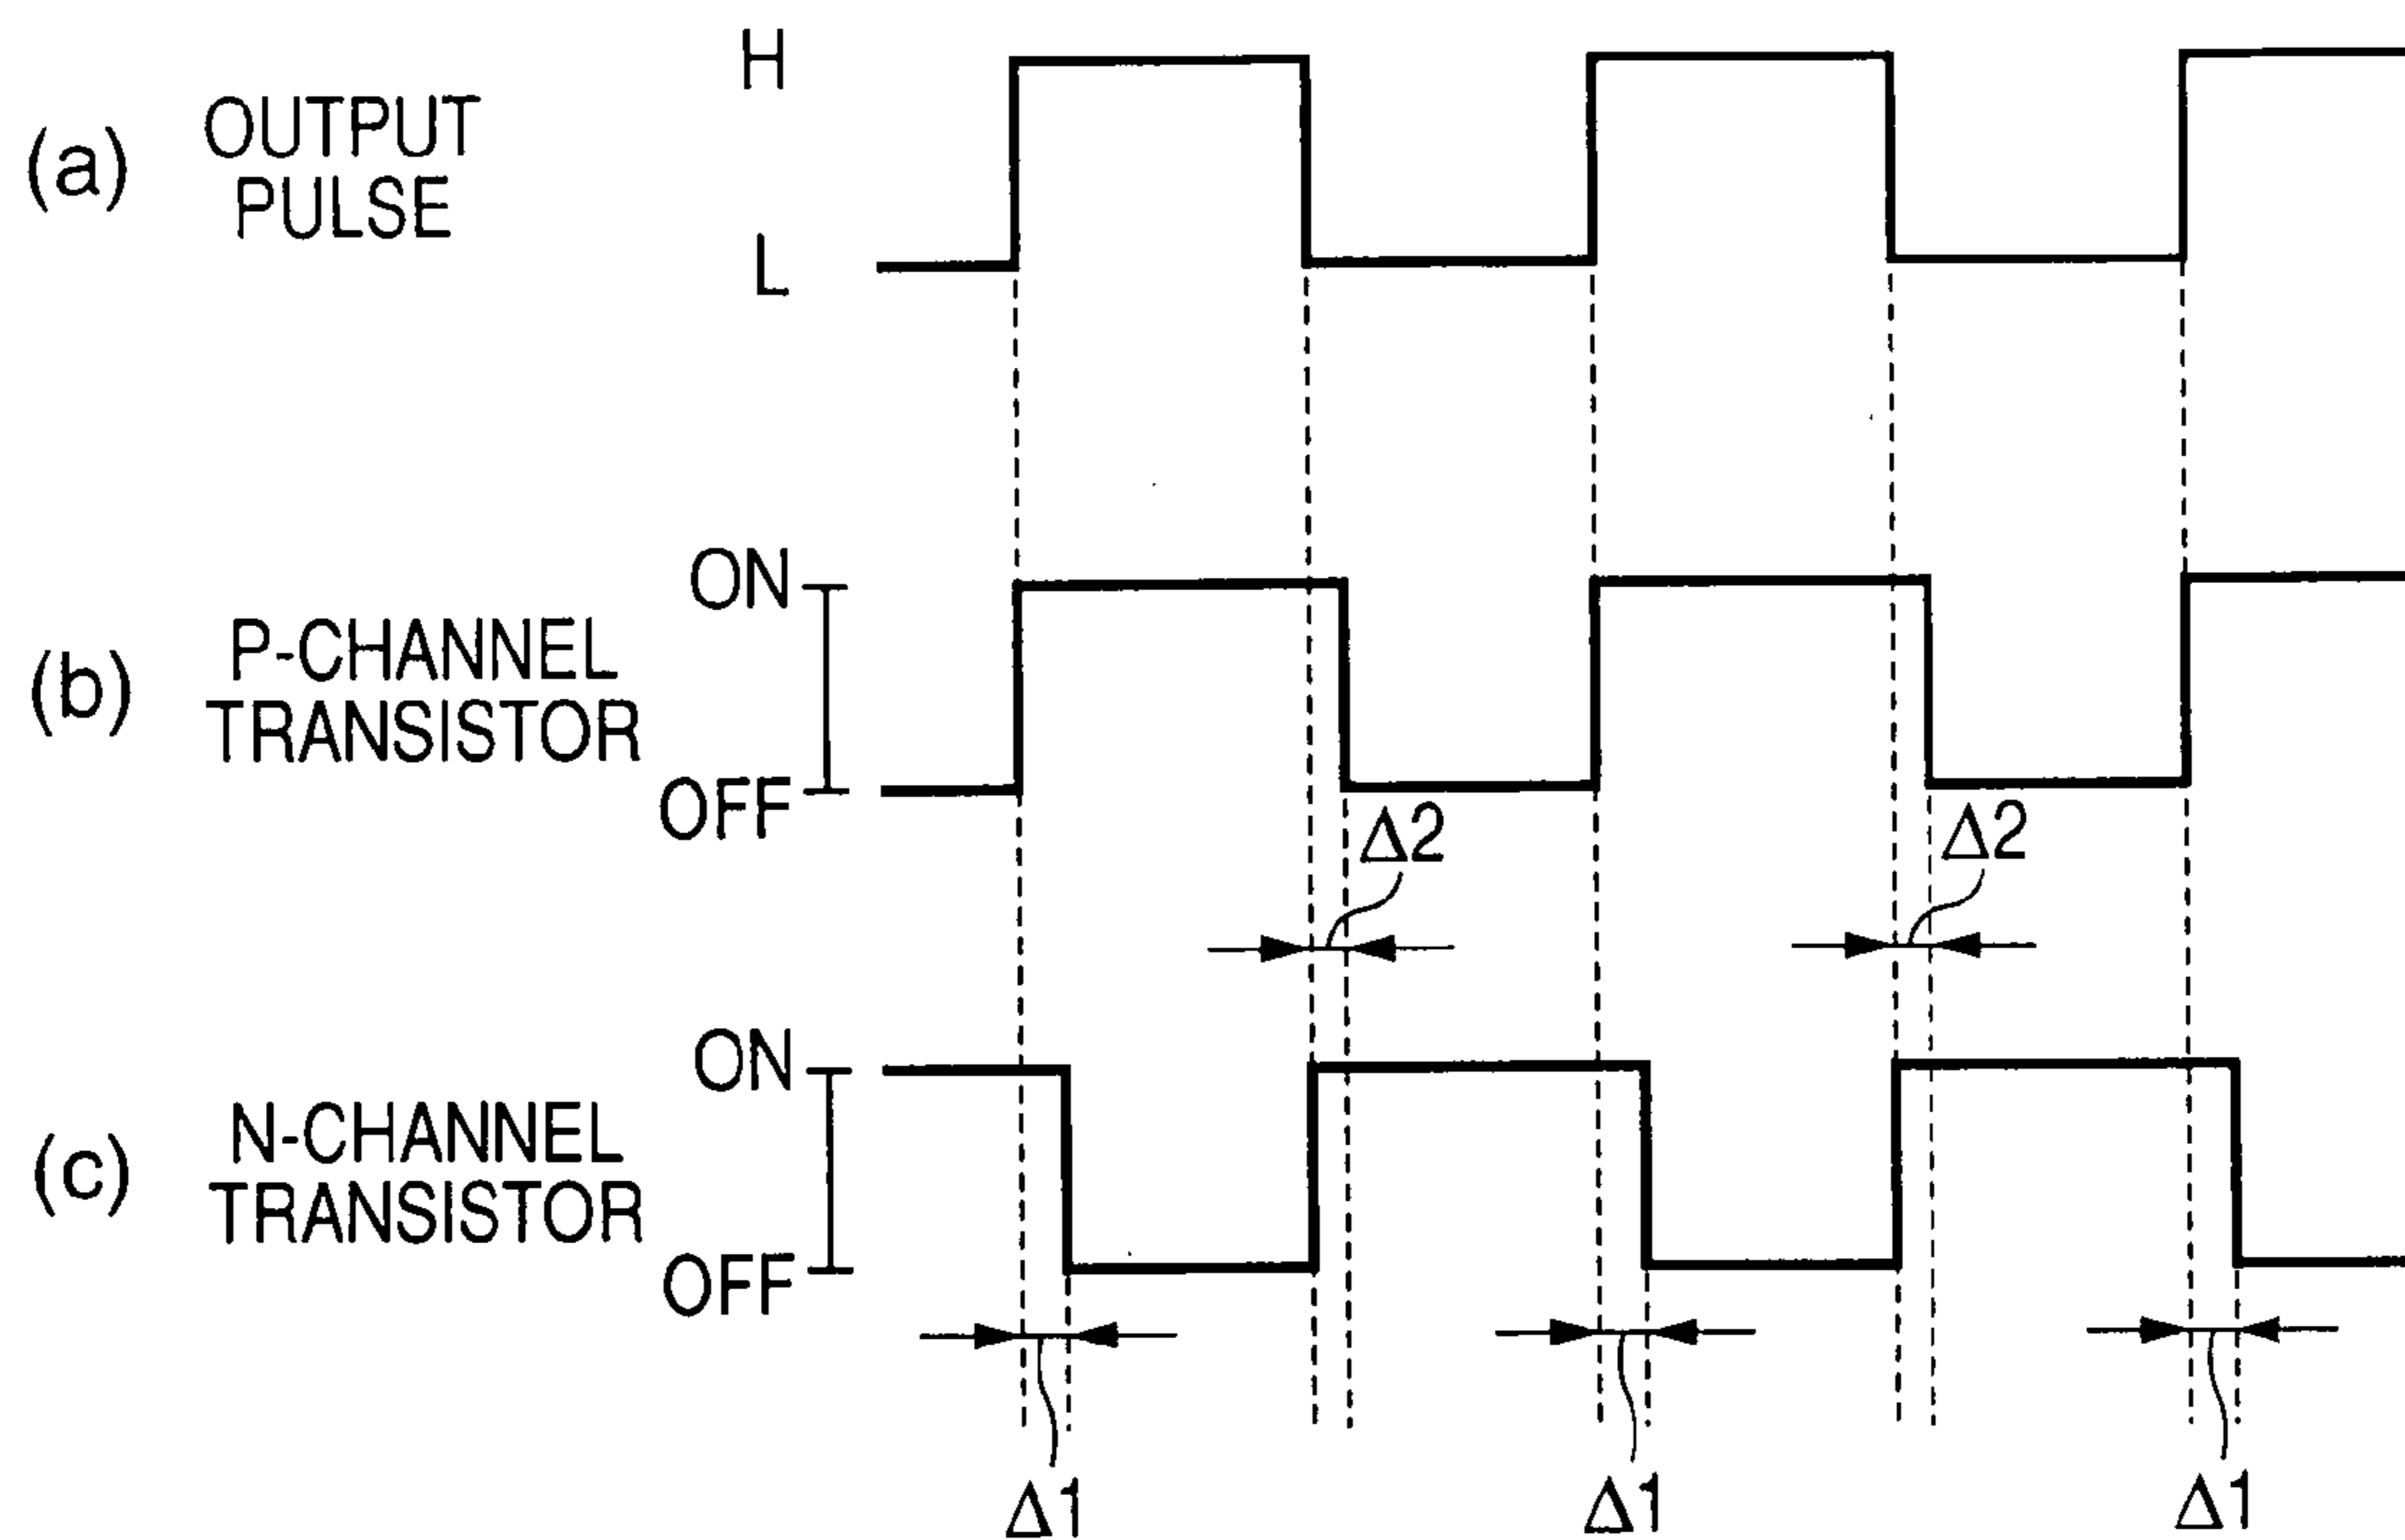 H
(a) OUTPUT
PULSE
L
ON
(b) P-CHANNEL
TRANSISTOR
OFF
Δ2 Δ2
ON
(c) N-CHANNEL
TRANSISTOR
OFF
Δ1 Δ1 Δ1